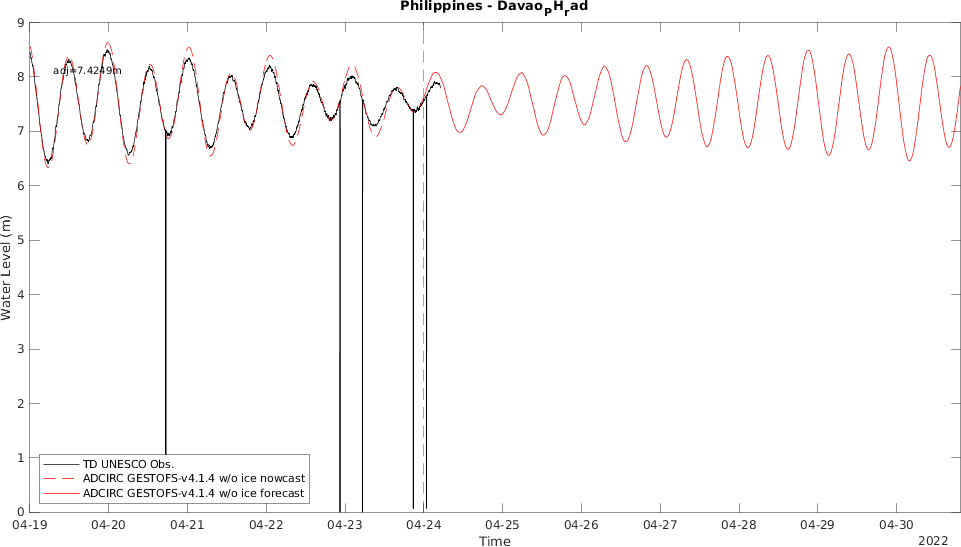 Philippines - DavaoPHrad
9
8
7
6
5
4
3
2
1
0
Water Level (m)
adj=7.4249m
TD UNESCO Obs.
ADCIRC GESTOFS-v4.1.4 w/o ice nowcast
ADCIRC GESTOFS-v4.1.4 w/o ice forecast
04-19 04-20 04-21 04-22 04-23 04-24 04-25 04-26 04-27 04-28 04-29 04-30
Time
2022